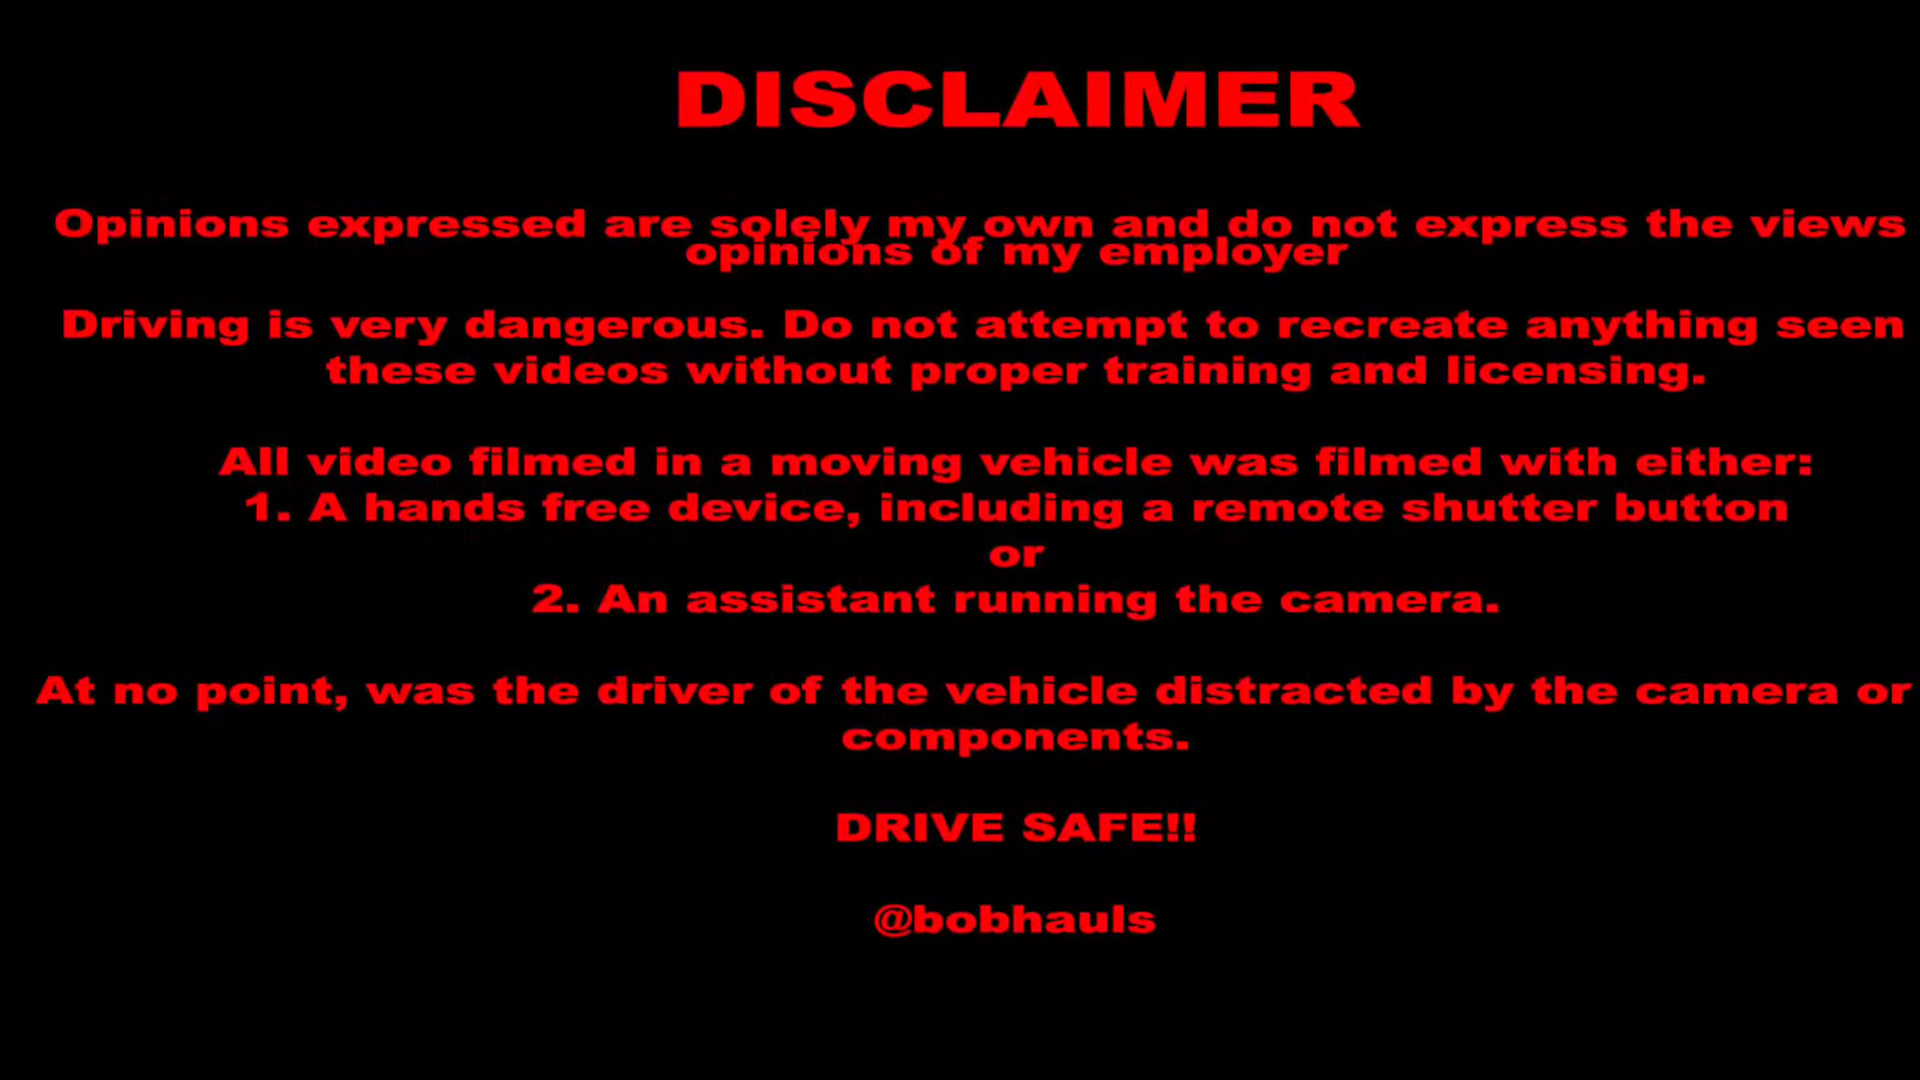 DISCLAIMER
Opinions expressed are solely my own and do not express the views
opinions of my employer
Driving is very dangerous. Do not attempt to recreate anything seen
these videos without proper training and licensing.
All video filmed in a moving vehicle was filmed with either:
1. A hands free device, including a remote shutter button
or
2. An assistant running the camera.
At no point, was the driver of the vehicle distracted by the camera or
components.
DRIVE SAFE!!
@bobhauls